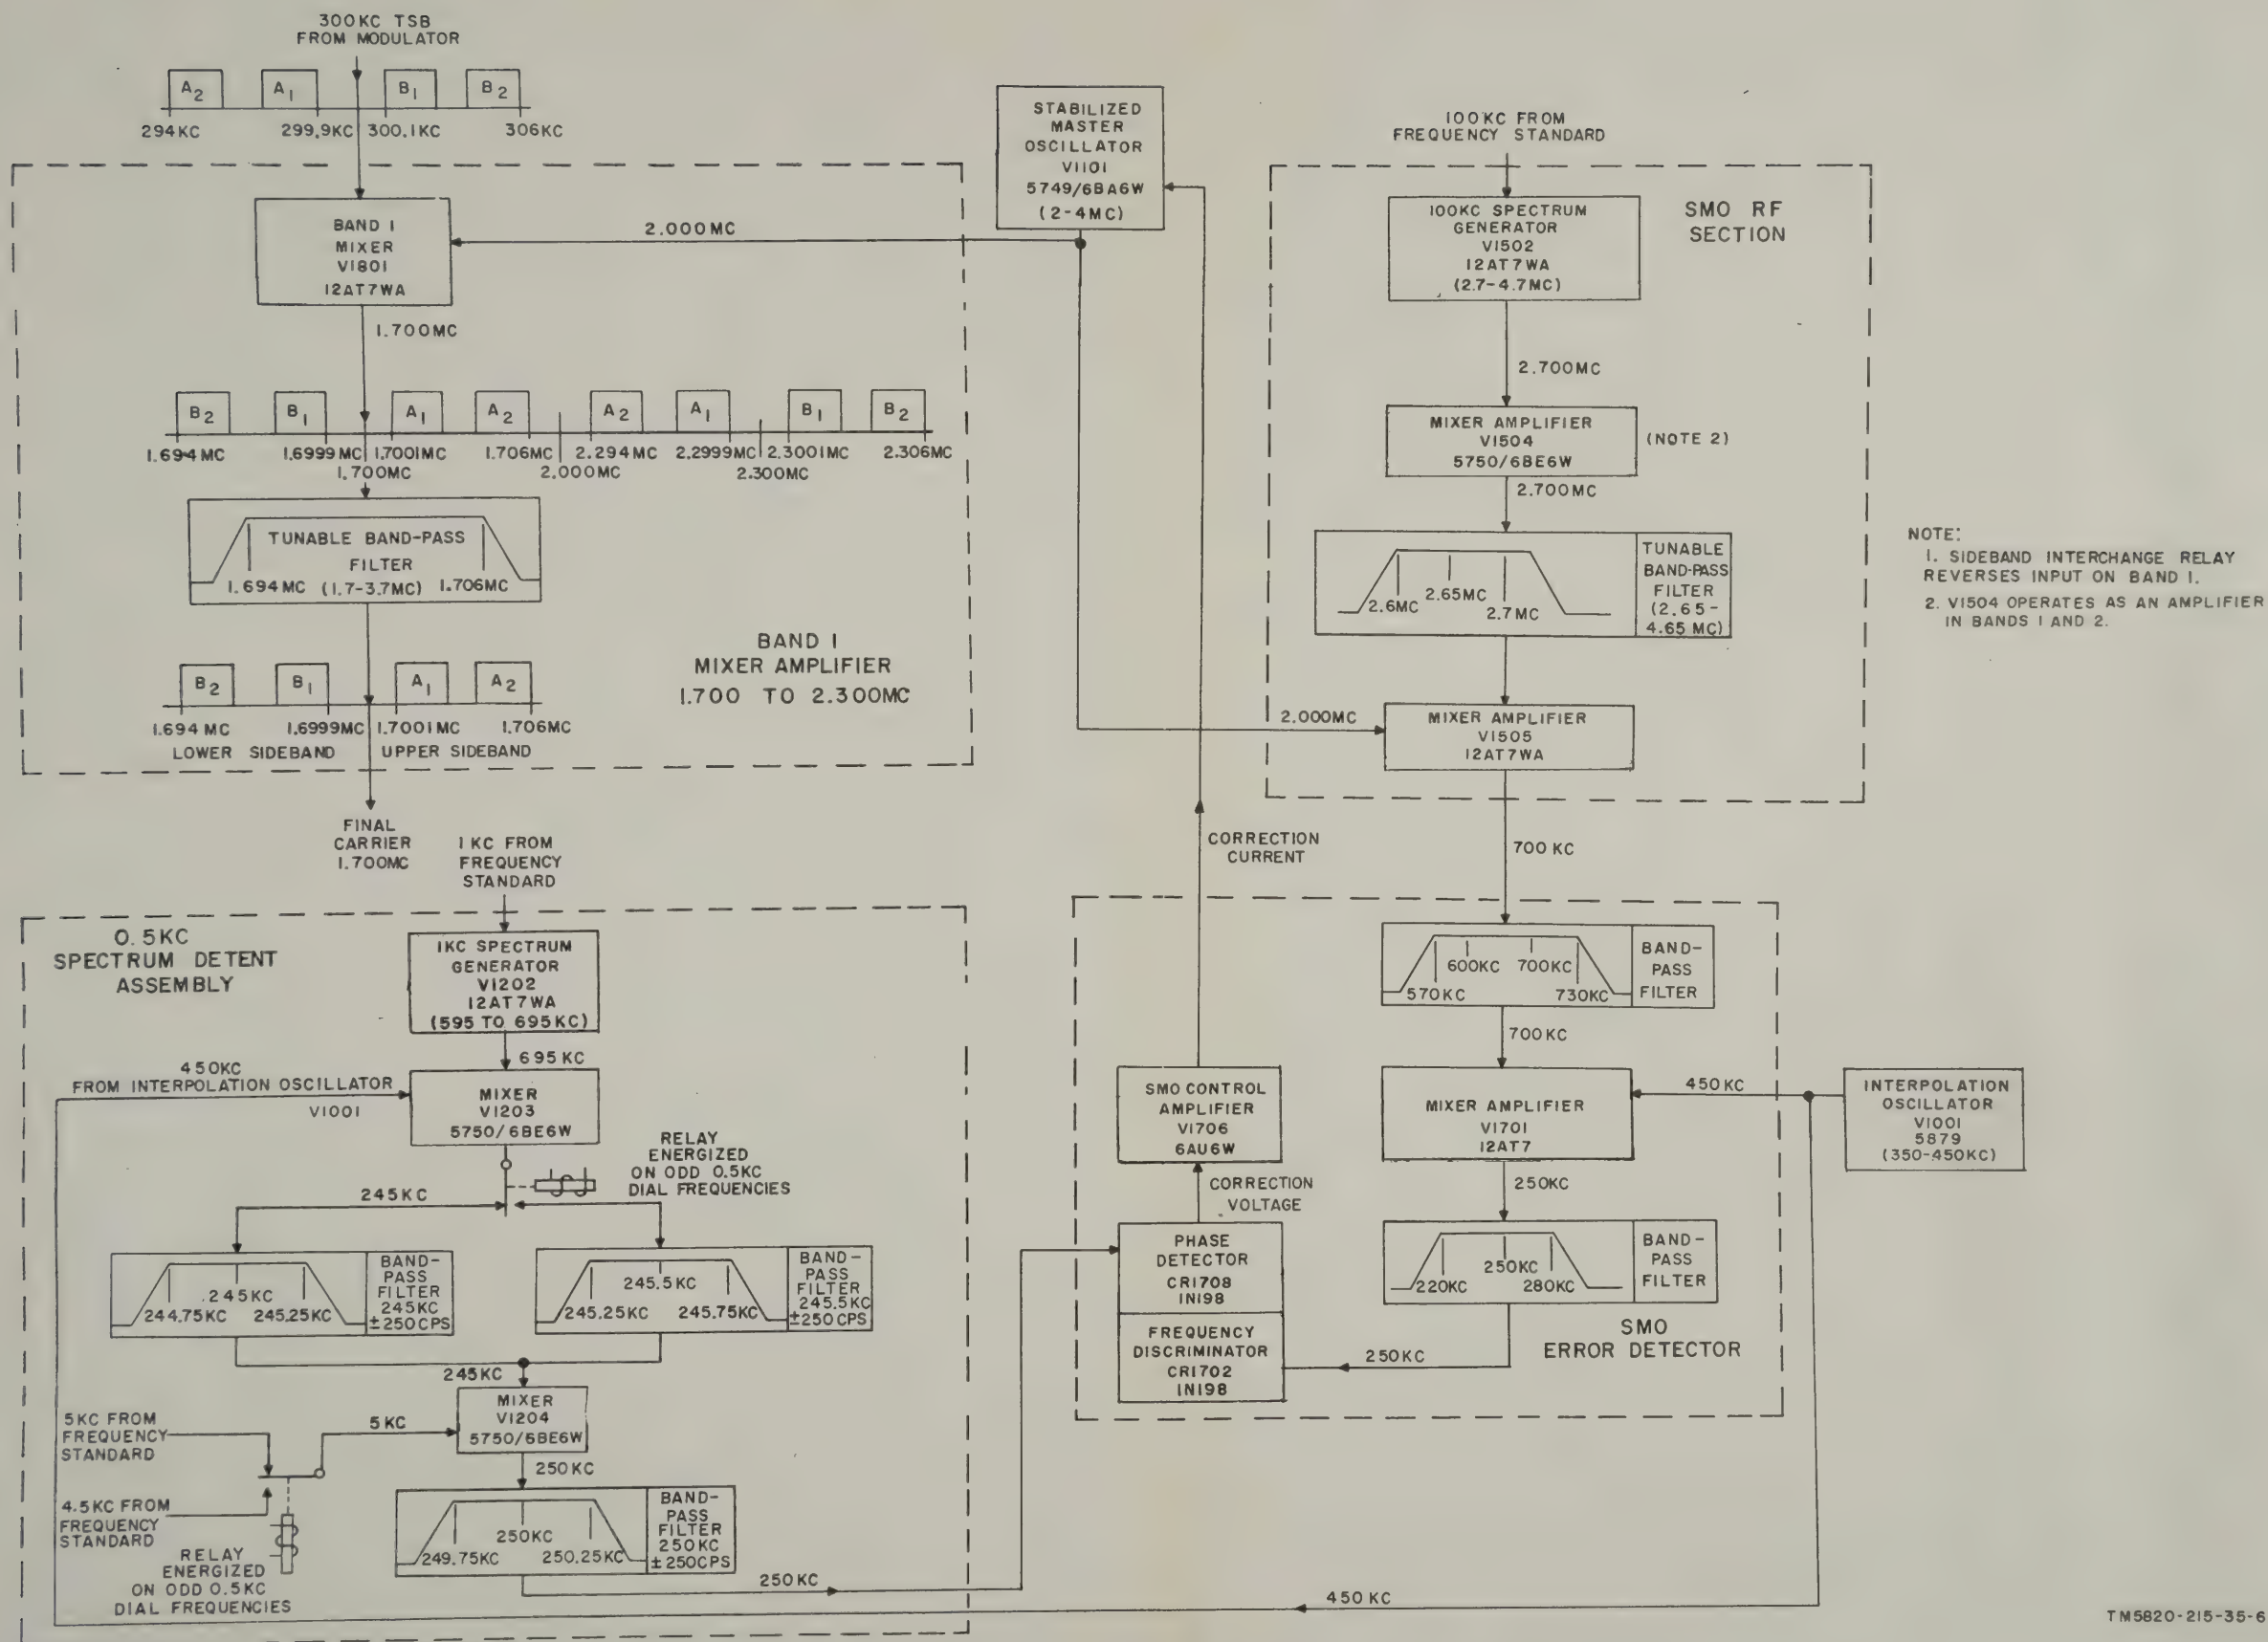 300KC TSB
FROM MODULATOR
A2
A1
B1
B2
294KC
299.9KC
300.1KC
306KC
BAND I
MIXER
V1801
12AT7WA
2.000MC
1.700MC
B2
B1
A1
A2
A2
A1
B1
B2
1.694 MC
1.6999 MC
1.7001MC
1.706MC
2.294 MC
2.2999MC
2.3001MC
2.306MC
1.700MC
2.000MC
2.300MC
TUNABLE BAND-PASS
FILTER
1.694MC
(1.7-3.7MC)
1.706MC
BAND I
MIXER AMPLIFIER
1.700 TO 2.300MC
B2
B1
A1
A2
1.694 MC
1.6999MC
1.7001MC
1.706MC
LOWER SIDEBAND
UPPER SIDEBAND
FINAL
CARRIER
1.700MC
STABILIZED
MASTER
OSCILLATOR
V1101
5749/6BA6W
(2-4MC)
100KC FROM
FREQUENCY STANDARD
SMO RF
SECTION
100KC SPECTRUM
GENERATOR
V1502
12AT7WA
(2.7-4.7MC)
2.700MC
MIXER AMPLIFIER
V1504
5750/6BE6W
(NOTE 2)
2.700MC
2.6MC
2.65MC
2.7MC
TUNABLE
BAND-PASS
FILTER
(2.65-
4.65 MC)
2.000MC
MIXER AMPLIFIER
V1505
12AT7WA
700 KC
NOTE:
1. SIDEBAND INTERCHANGE RELAY
REVERSES INPUT ON BAND 1.
2. V1504 OPERATES AS AN AMPLIFIER
IN BANDS 1 AND 2.
CORRECTION
CURRENT
1KC FROM
FREQUENCY
STANDARD
0.5KC
SPECTRUM DETENT
ASSEMBLY
1KC SPECTRUM
GENERATOR
V1202
12AT7WA
(595 TO 695KC)
695 KC
450KC
FROM INTERPOLATION OSCILLATOR
V1001
MIXER
V1203
5750/6BE6W
RELAY
ENERGIZED
ON ODD 0.5KC
DIAL FREQUENCIES
245KC
244.75KC
245KC
245.25KC
BAND-
PASS
FILTER
245KC
±250CPS
245.25KC
245.5KC
245.75KC
BAND-
PASS
FILTER
245.5KC
±250CPS
245KC
MIXER
V1204
5750/6BE6W
5KC FROM
FREQUENCY
STANDARD
5KC
4.5KC FROM
FREQUENCY
STANDARD
RELAY
ENERGIZED
ON ODD 0.5KC
DIAL FREQUENCIES
250KC
249.75KC
250KC
250.25KC
BAND-
PASS
FILTER
250KC
±250CPS
250KC
450KC
570KC
600KC
700KC
730KC
BAND-
PASS
FILTER
700KC
MIXER AMPLIFIER
V1701
12AT7
450KC
INTERPOLATION
OSCILLATOR
V1001
5879
(350-450KC)
250KC
220KC
250KC
280KC
BAND-
PASS
FILTER
SMO
ERROR DETECTOR
250KC
SMO CONTROL
AMPLIFIER
V1706
6AU6W
CORRECTION
VOLTAGE
PHASE
DETECTOR
CR1708
IN198
FREQUENCY
DISCRIMINATOR
CR1702
IN198
TM5820-215-35-6